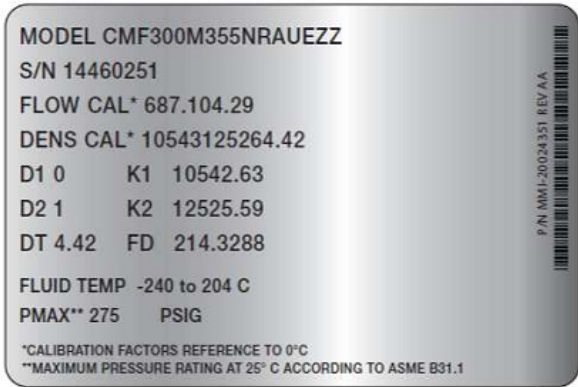 MODEL CMF300M355NRAUEZZ
S/N 14460251
FLOW CAL* 687.104.29
DENS CAL* 10543125264.42
D1 0 K1 10542.63
D2 1 K2 12525.59
DT 4.42 FD 214.3288
FLUID TEMP -240 to 204 C
PMAX** 275 PSIG
*CALIBRATION FACTORS REFERENCE TO 0°C
**MAXIMUM PRESSURE RATING AT 25° C ACCORDING TO ASME B31.1
P/N MMI-20024351 REV AA